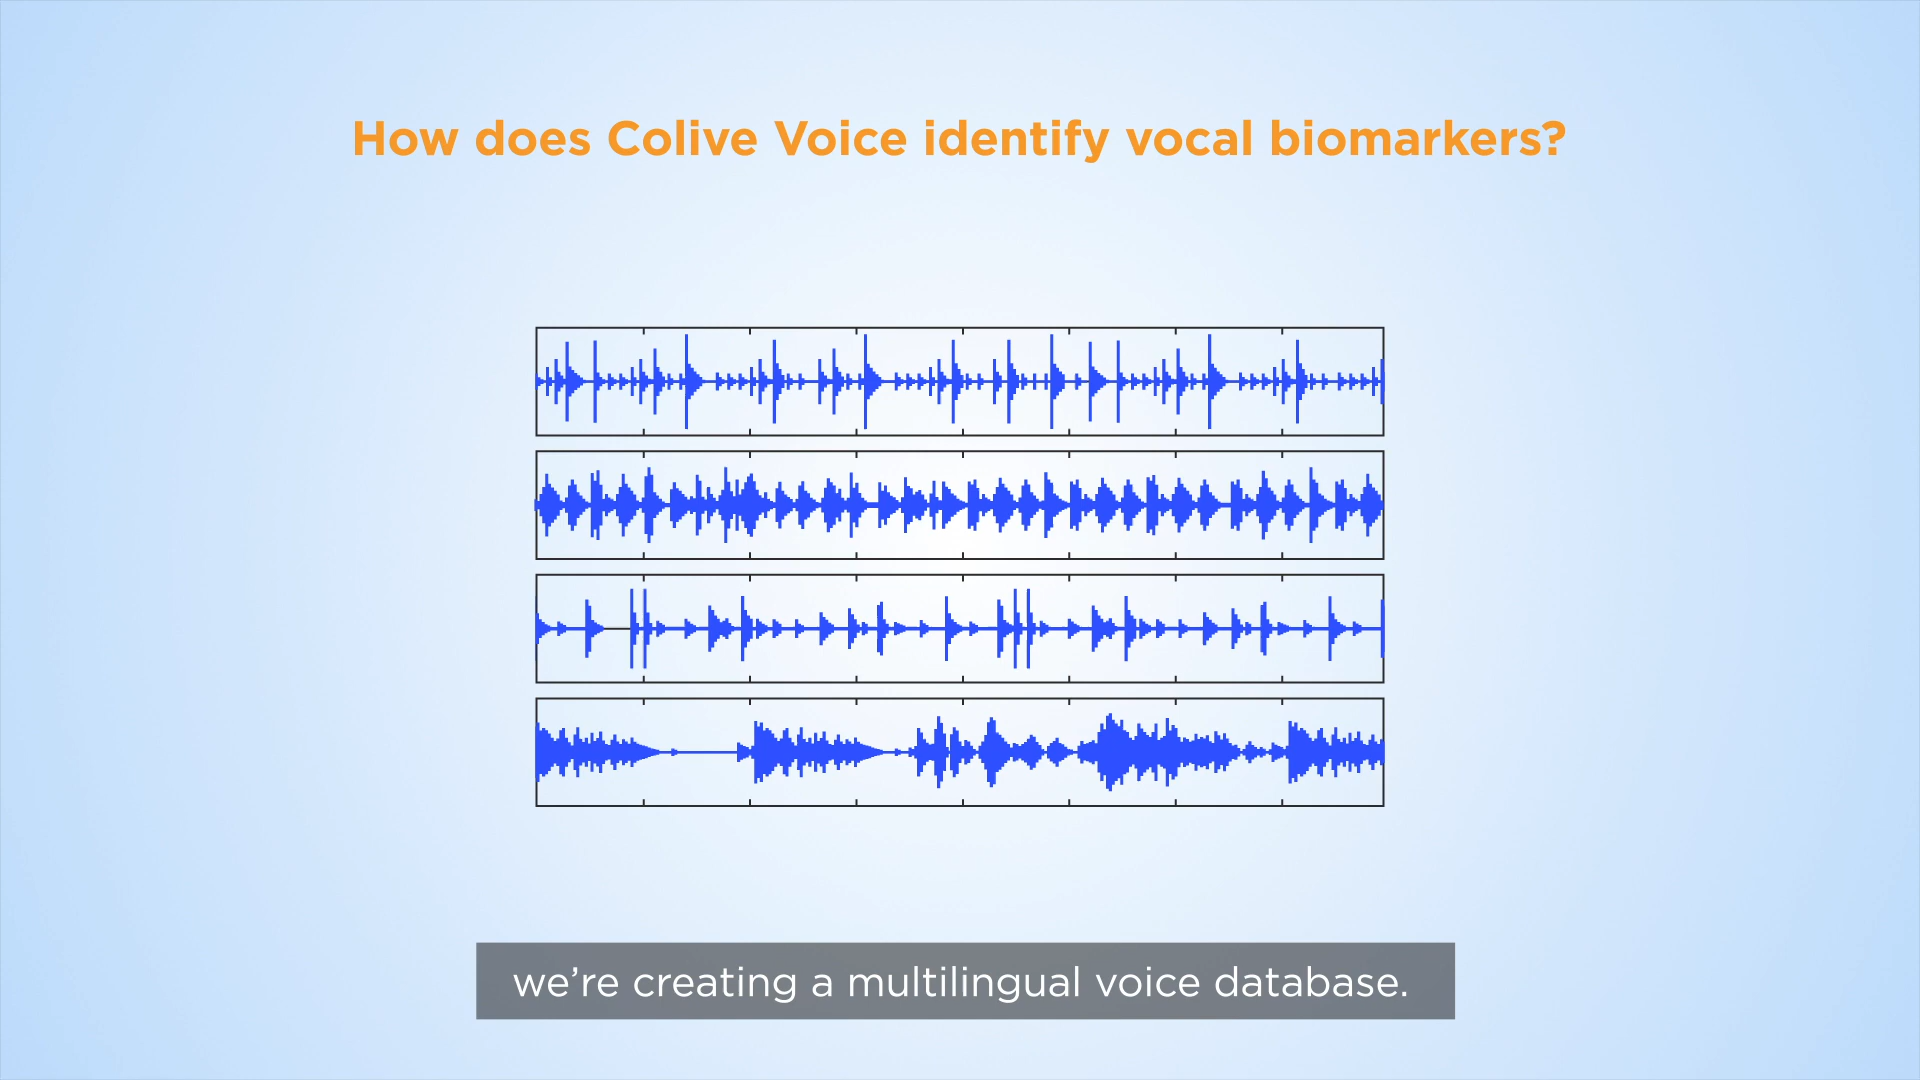 How does Colive Voice identify vocal biomarkers?
we’re creating a multilingual voice database.